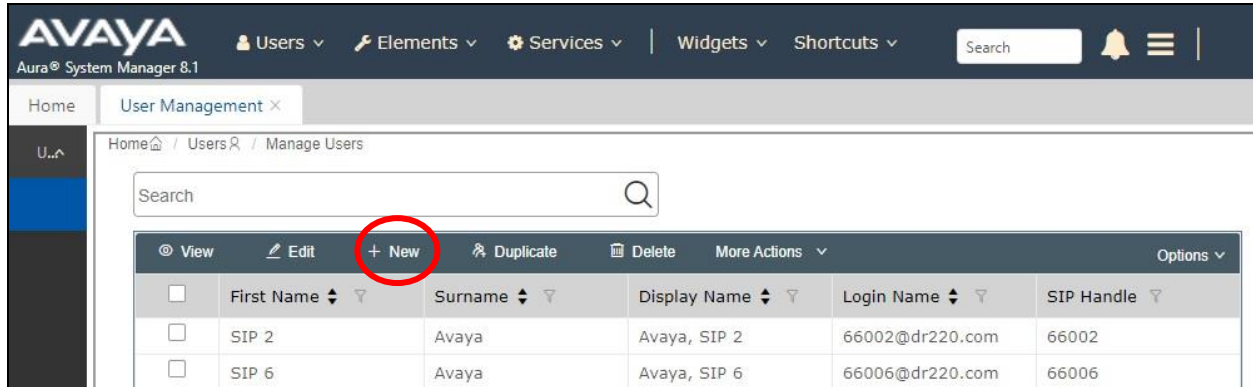 AVAYA
Aura® System Manager 8.1
Users Elements Services Widgets Shortcuts Search
Home User Management ×
U... Home / Users / Manage Users
Search
View Edit + New Duplicate Delete More Actions Options
First Name Surname Display Name Login Name SIP Handle
SIP 2 Avaya Avaya, SIP 2 66002@dr220.com 66002
SIP 6 Avaya Avaya, SIP 6 66006@dr220.com 66006